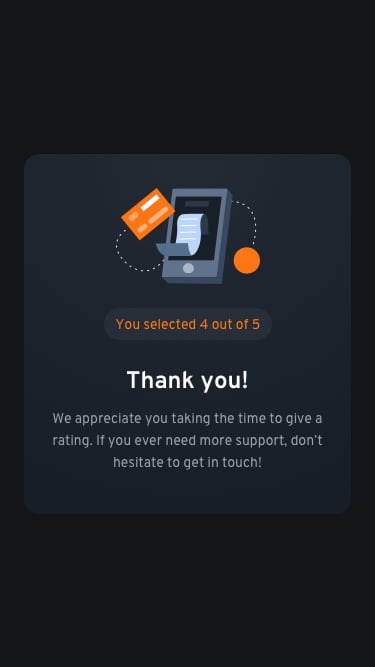 You selected 4 out of 5
Thank you!
We appreciate you taking the time to give a
rating. If you ever need more support, don’t
hesitate to get in touch!